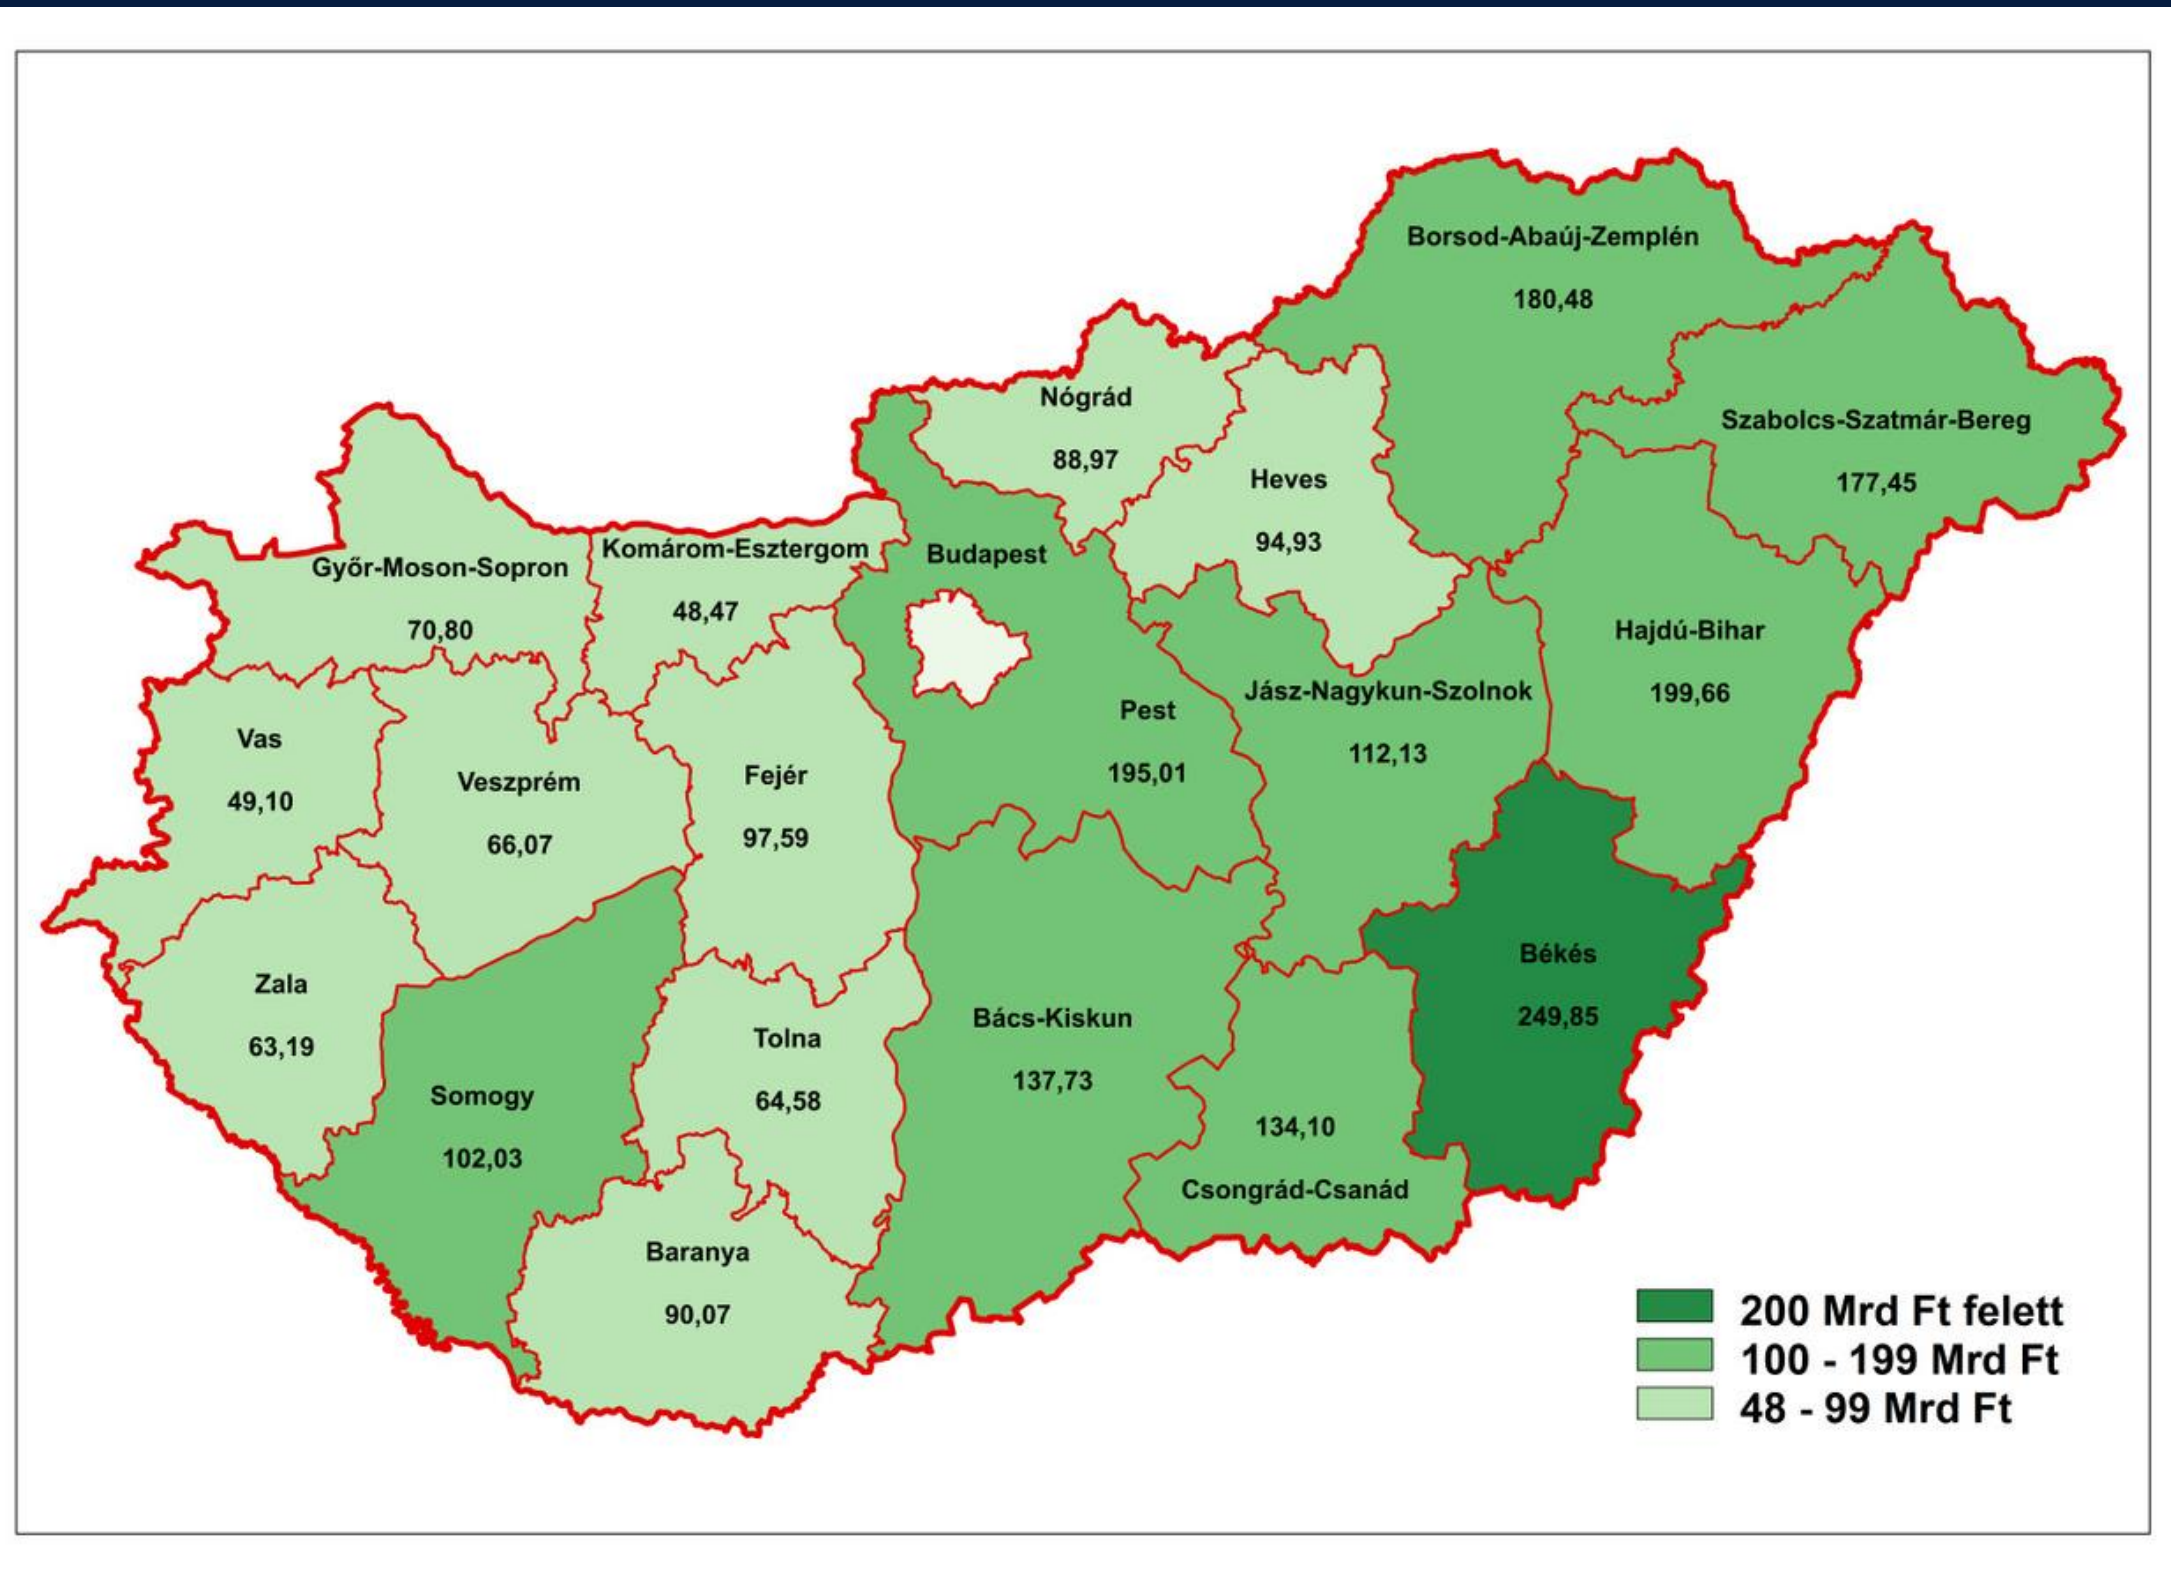 Borsod-Abaúj-Zemplén
180,48
Szabolcs-Szatmár-Bereg
177,45
Nógrád
88,97
Heves
94,93
Győr-Moson-Sopron
70,80
Komárom-Esztergom
48,47
Budapest
Hajdú-Bihar
199,66
Pest
195,01
Jász-Nagykun-Szolnok
112,13
Vas
49,10
Veszprém
66,07
Fejér
97,59
Békés
249,85
Zala
63,19
Somogy
102,03
Tolna
64,58
Bács-Kiskun
137,73
134,10
Csongrád-Csanád
Baranya
90,07
200 Mrd Ft felett
100 - 199 Mrd Ft
48 - 99 Mrd Ft